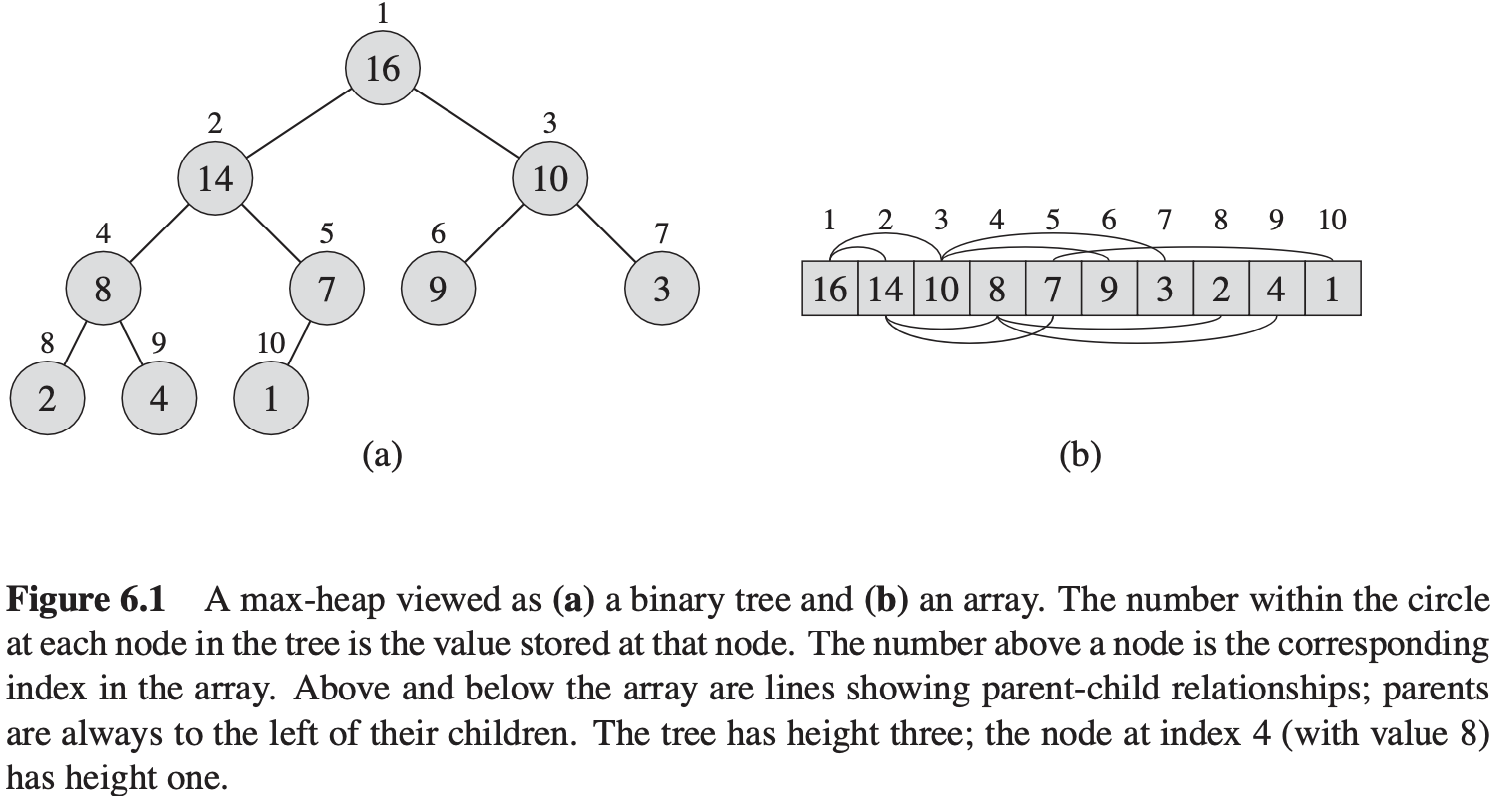 1
16
2 3
14 10
4 5 6 7
8 7 9 3
8 9 10
2 4 1
(a)
1 2 3 4 5 6 7 8 9 10
16 14 10 8 7 9 3 2 4 1
(b)
Figure 6.1 A max-heap viewed as (a) a binary tree and (b) an array. The number within the circle
at each node in the tree is the value stored at that node. The number above a node is the corresponding
index in the array. Above and below the array are lines showing parent-child relationships; parents
are always to the left of their children. The tree has height three; the node at index 4 (with value 8)
has height one.